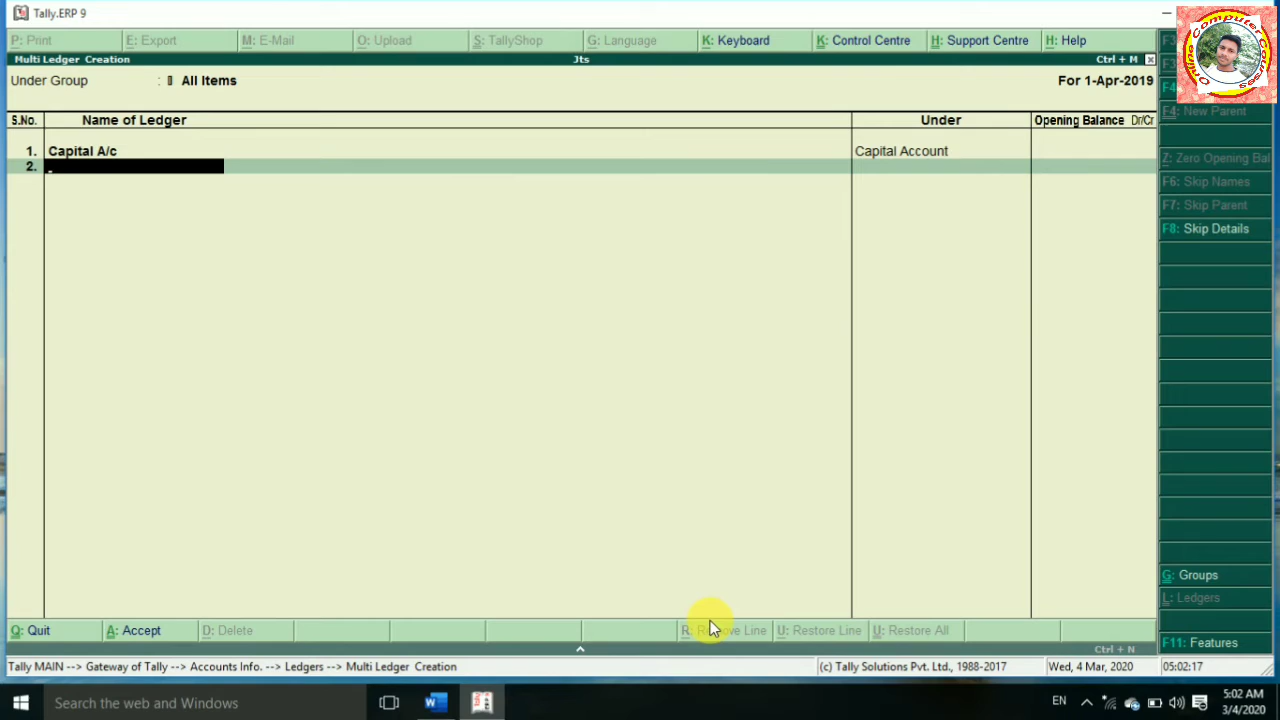 Tally.ERP 9
P: Print E: Export M: E-Mail O: Upload S: TallyShop G: Language K: Keyboard K: Control Centre H: Support Centre H: Help
Multi Ledger Creation Jts Ctrl + M
Under Group : All Items For 1-Apr-2019
S.No. Name of Ledger Under Opening Balance Dr/Cr
1. Capital A/c Capital Account
2.
Online Computer Courses
F4: New Parent
Z: Zero Opening Bal
F6: Skip Names
F7: Skip Parent
F8: Skip Details
G: Groups
L: Ledgers
F11: Features
Q: Quit A: Accept D: Delete R: Line U: Restore Line U: Restore All
Ctrl + N
Tally MAIN --> Gateway of Tally --> Accounts Info. --> Ledgers --> Multi Ledger Creation (c) Tally Solutions Pvt. Ltd., 1988-2017 Wed, 4 Mar, 2020 05:02:17
Search the web and Windows EN 5:02 AM
3/4/2020